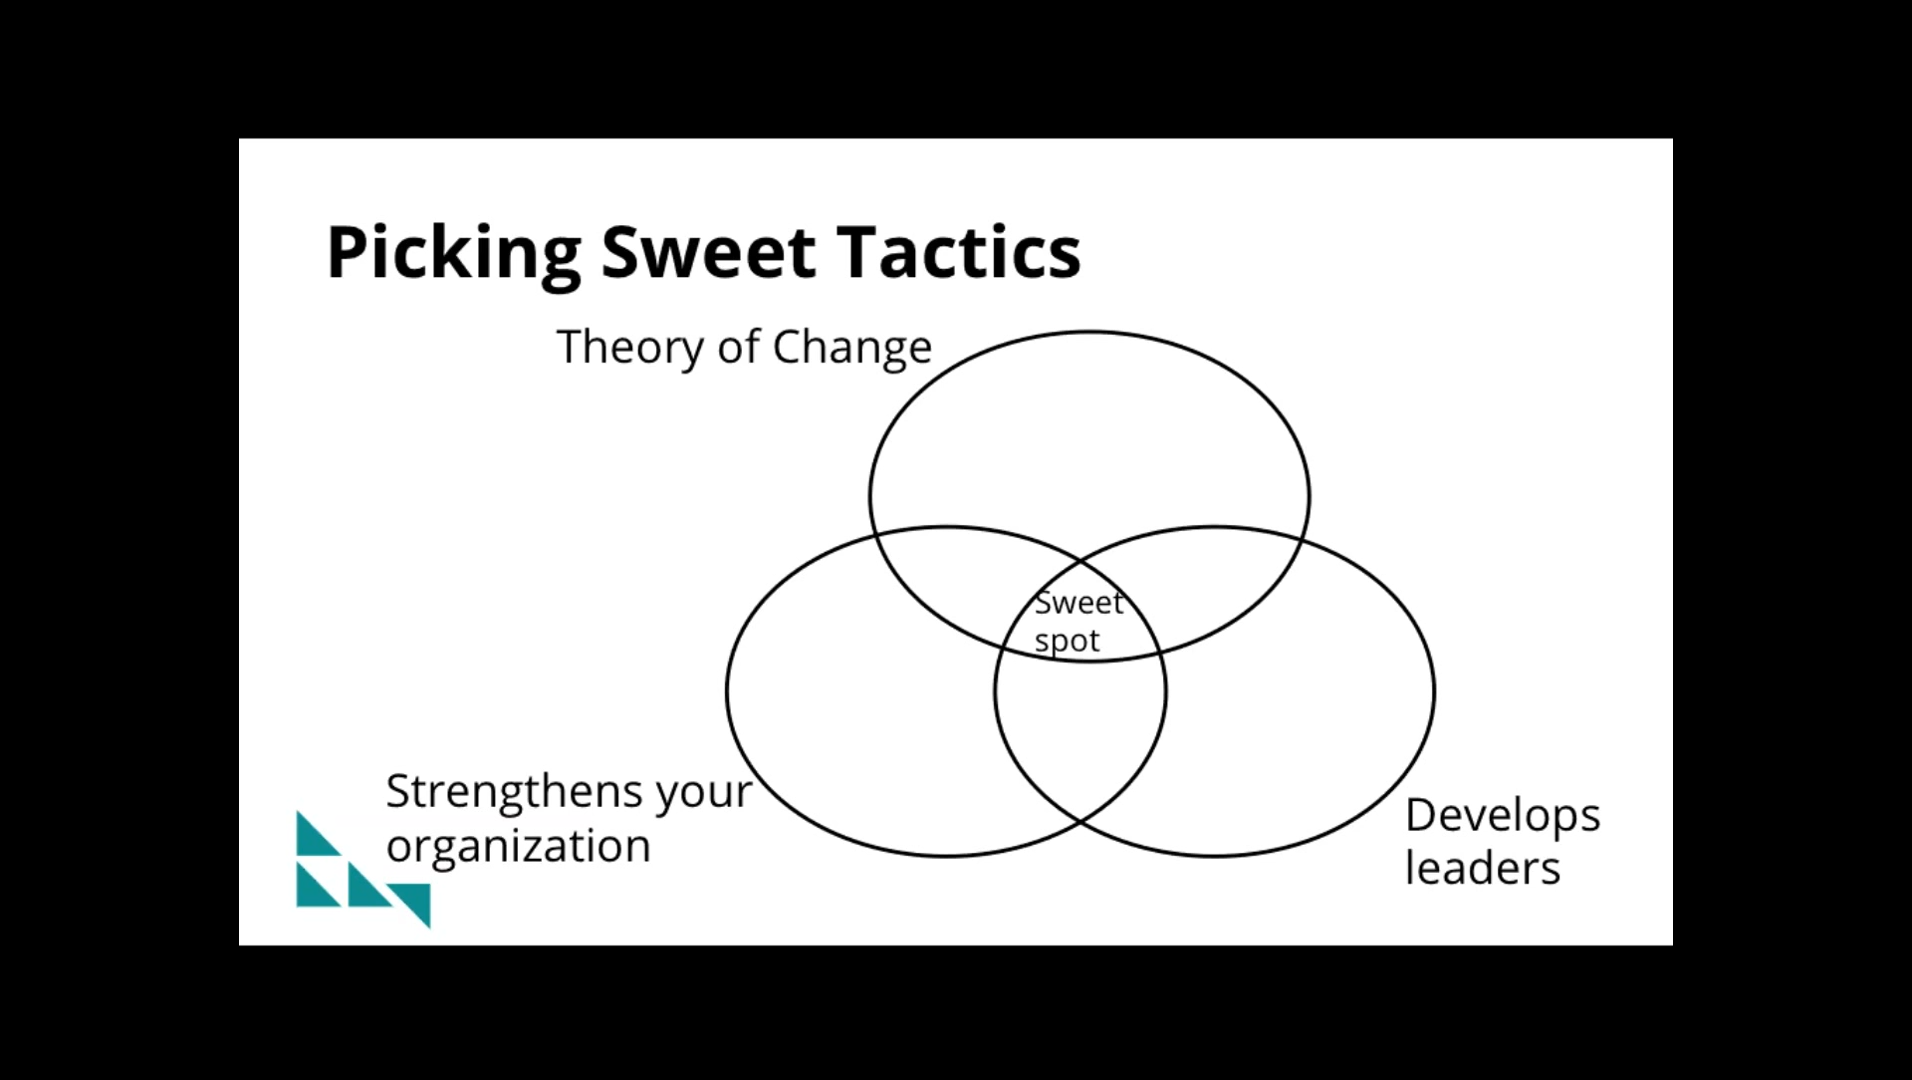 Picking Sweet Tactics
Theory of Change
Sweet
spot
Strengthens your
organization
Develops
leaders